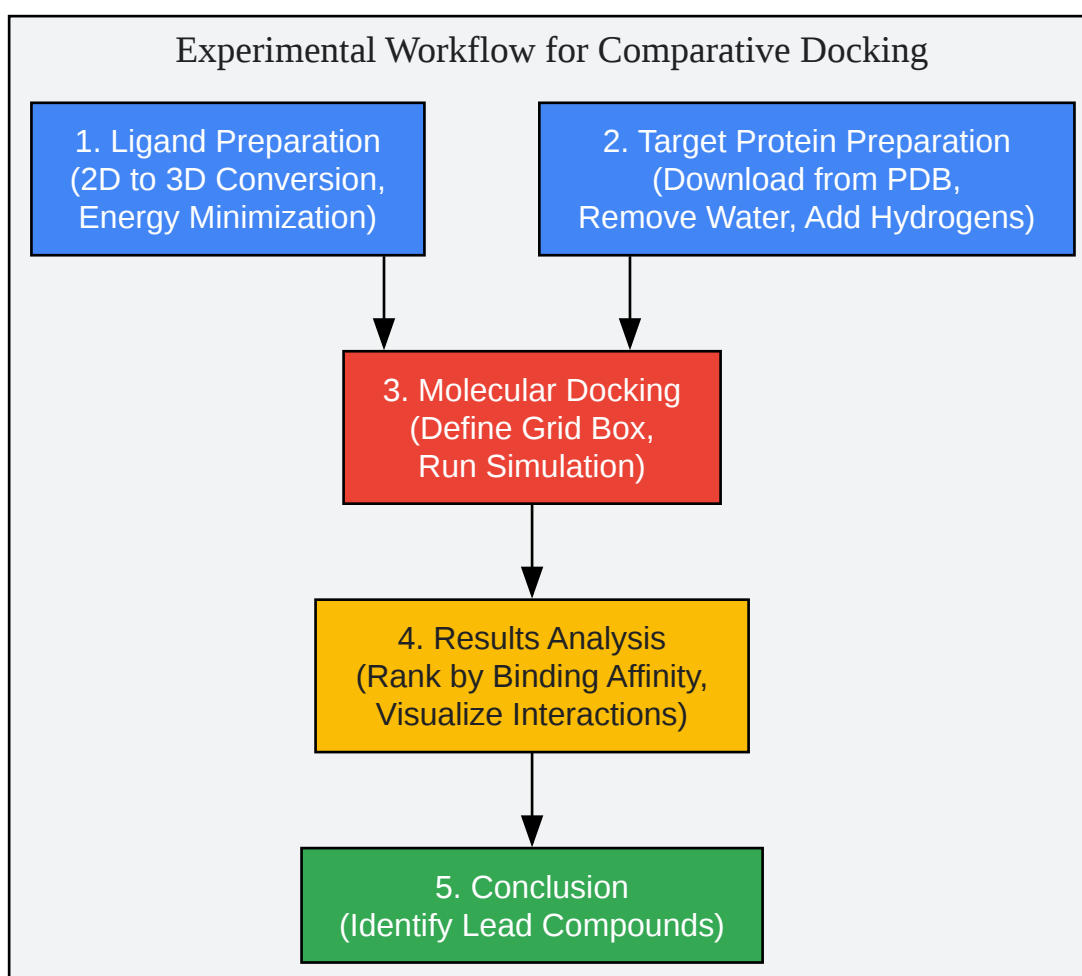 Experimental Workflow for Comparative Docking
1. Ligand Preparation
(2D to 3D Conversion,
Energy Minimization)
2. Target Protein Preparation
(Download from PDB,
Remove Water, Add Hydrogens)
3. Molecular Docking
(Define Grid Box,
Run Simulation)
4. Results Analysis
(Rank by Binding Affinity,
Visualize Interactions)
5. Conclusion
(Identify Lead Compounds)